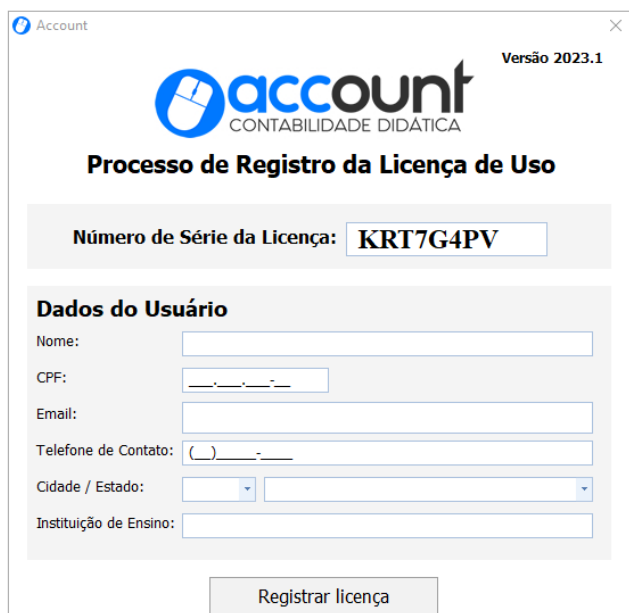 Account
Versão 2023.1
account
CONTABILIDADE DIDÁTICA
Processo de Registro da Licença de Uso
Número de Série da Licença: KRT7G4PV
Dados do Usuário
Nome:
CPF: ___.___.___-__
Email:
Telefone de Contato: (__)_____-____
Cidade / Estado:
Instituição de Ensino:
Registrar licença